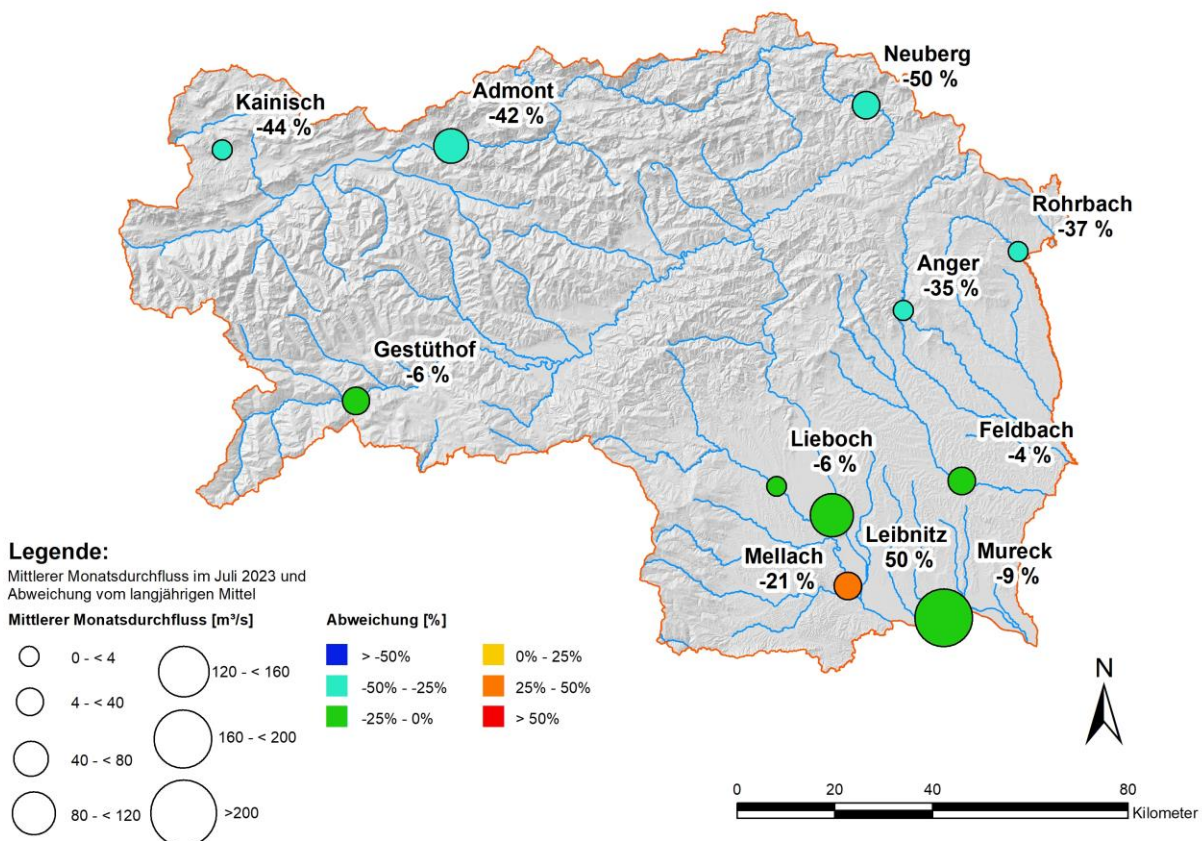 Neuberg
-50 %
Admont
-42 %
Kainisch
-44 %
Rohrbach
-37 %
Anger
-35 %
Gestüthof
-6 %
Feldbach
-4 %
Lieboch
-6 %
Leibnitz
50 %
Mureck
-9 %
Mellach
-21 %
Legende:
Mittlerer Monatsdurchfluss im Juli 2023 und
Abweichung vom langjährigen Mittel
Mittlerer Monatsdurchfluss [m³/s]
0 - < 4
4 - < 40
40 - < 80
80 - < 120
120 - < 160
160 - < 200
>200
Abweichung [%]
> -50%
-50% - -25%
-25% - 0%
0% - 25%
25% - 50%
> 50%
N
0 20 40 80
Kilometer